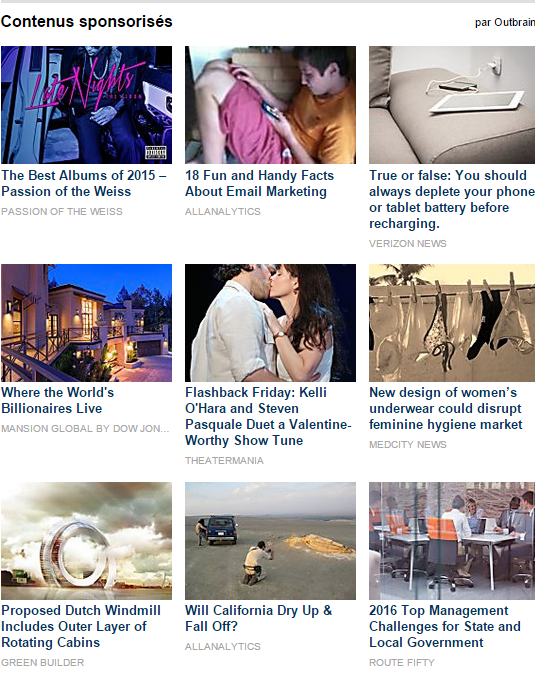 Contenus sponsorisés
par Outbrain
Late Nights
THE ALBUM
The Best Albums of 2015 –
Passion of the Weiss
PASSION OF THE WEISS
18 Fun and Handy Facts
About Email Marketing
ALLANALYTICS
True or false: You should
always deplete your phone
or tablet battery before
recharging.
VERIZON NEWS
Where the World's
Billionaires Live
MANSION GLOBAL BY DOW JON...
Flashback Friday: Kelli
O'Hara and Steven
Pasquale Duet a Valentine-
Worthy Show Tune
THEATERMANIA
New design of women’s
underwear could disrupt
feminine hygiene market
MEDCITY NEWS
Proposed Dutch Windmill
Includes Outer Layer of
Rotating Cabins
GREEN BUILDER
Will California Dry Up &
Fall Off?
ALLANALYTICS
2016 Top Management
Challenges for State and
Local Government
ROUTE FIFTY